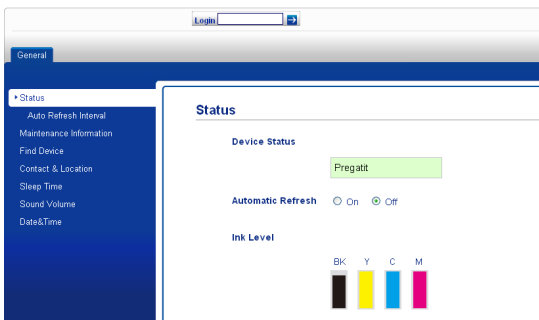 Login
General
Status
Auto Refresh Interval
Maintenance Information
Find Device
Contact & Location
Sleep Time
Sound Volume
Date&Time
Status
Device Status
Pregatit
Automatic Refresh On Off
Ink Level
BK Y C M